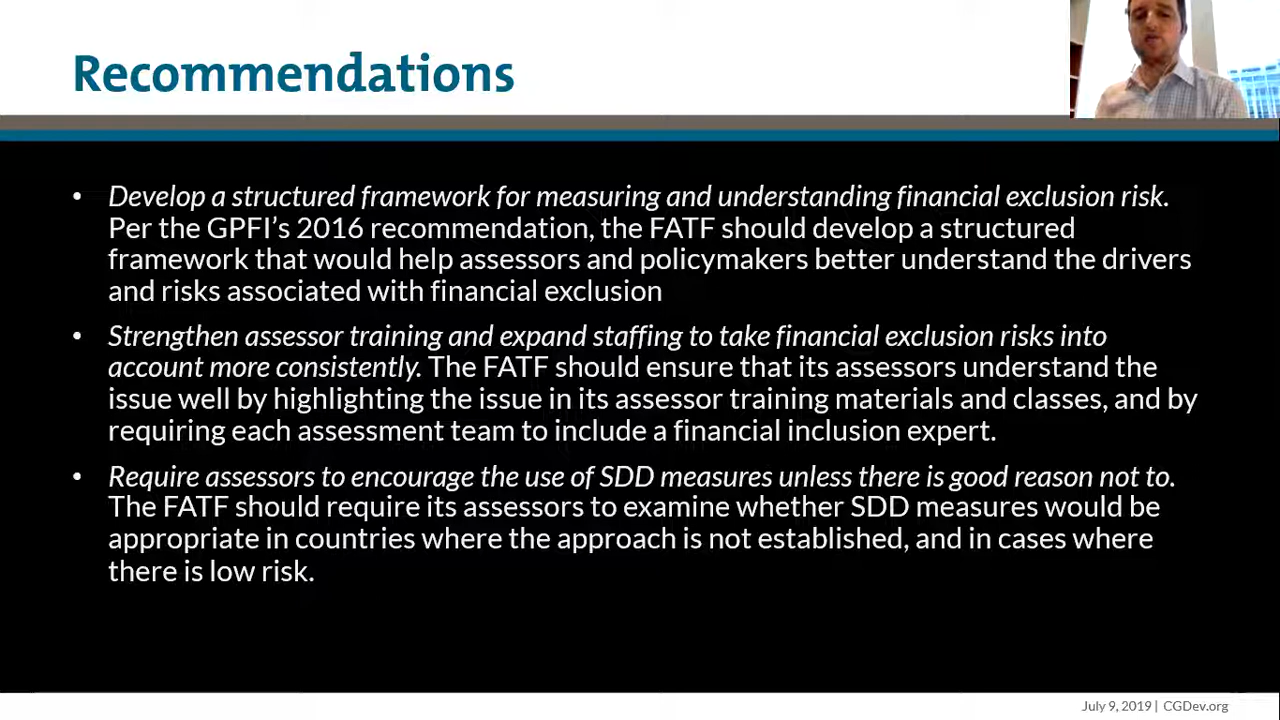 Recommendations
• Develop a structured framework for measuring and understanding financial exclusion risk.
Per the GPFI's 2016 recommendation, the FATF should develop a structured
framework that would help assessors and policymakers better understand the drivers
and risks associated with financial exclusion
• Strengthen assessor training and expand staffing to take financial exclusion risks into
account more consistently. The FATF should ensure that its assessors understand the
issue well by highlighting the issue in its assessor training materials and classes, and by
requiring each assessment team to include a financial inclusion expert.
• Require assessors to encourage the use of SDD measures unless there is good reason not to.
The FATF should require its assessors to examine whether SDD measures would be
appropriate in countries where the approach is not established, and in cases where
there is low risk.
July 9, 2019 | CGDev.org